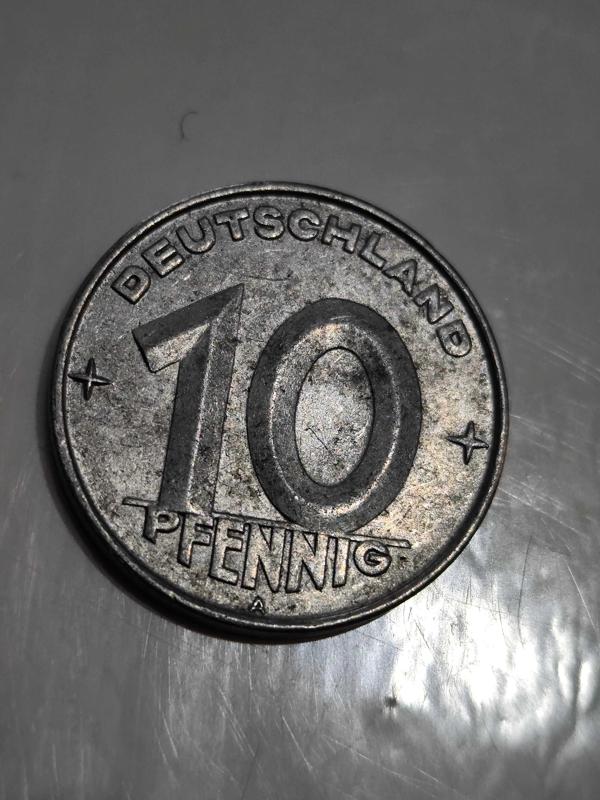 DEUTSCHLAND
10
PFENNIG
A